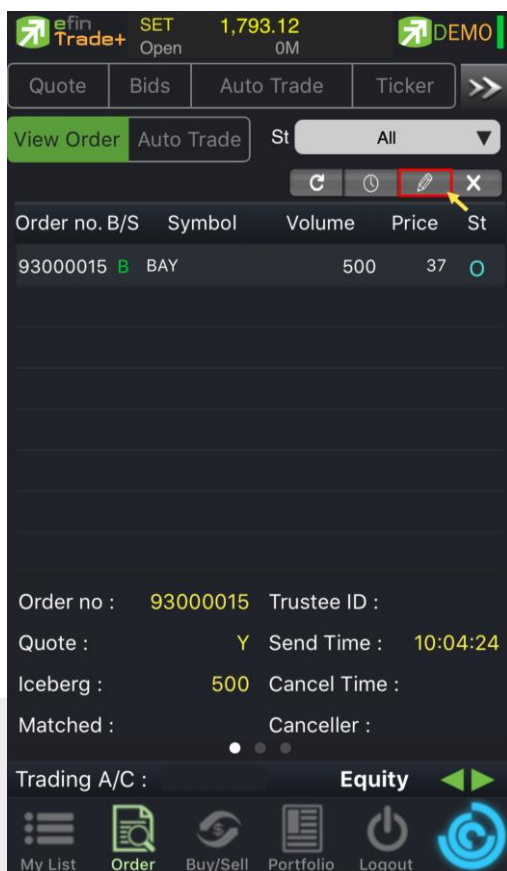 efin Trade+ SET 1,793.12 DEMO
Open 0M
Quote Bids Auto Trade Ticker >>
View Order Auto Trade St All
Order no. B/S Symbol Volume Price St
93000015 B BAY 500 37 O
Order no : 93000015 Trustee ID :
Quote : Y Send Time : 10:04:24
Iceberg : 500 Cancel Time :
Matched : Canceller :
Trading A/C : Equity
My List Order Buy/Sell Portfolio Logout